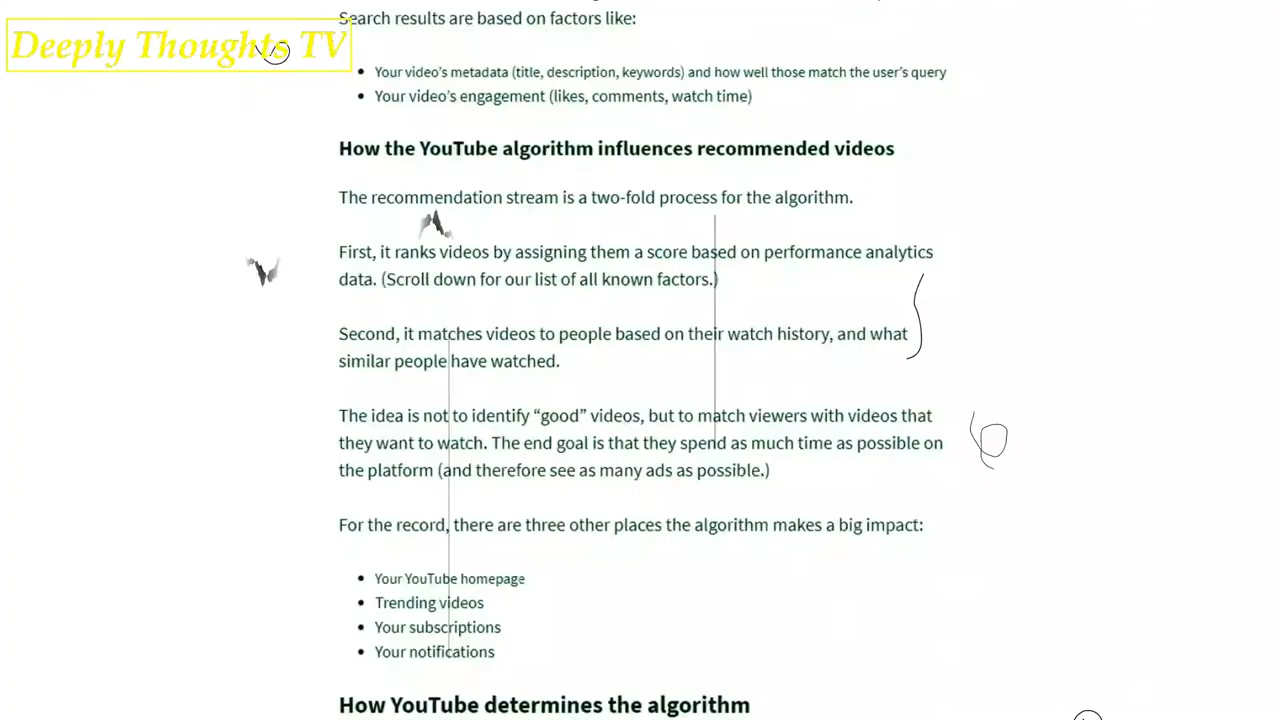 Search results are based on factors like:
Deeply Thoughts TV
Your video's metadata (title, description, keywords) and how well those match the user's query
Your video's engagement (likes, comments, watch time)
How the YouTube algorithm influences recommended videos
The recommendation stream is a two-fold process for the algorithm.
First, it ranks videos by assigning them a score based on performance analytics
data. (Scroll down for our list of all known factors.)
Second, it matches videos to people based on their watch history, and what
similar people have watched.
The idea is not to identify “good” videos, but to match viewers with videos that
they want to watch. The end goal is that they spend as much time as possible on
the platform (and therefore see as many ads as possible.)
For the record, there are three other places the algorithm makes a big impact:
Your YouTube homepage
Trending videos
Your subscriptions
Your notifications
How YouTube determines the algorithm